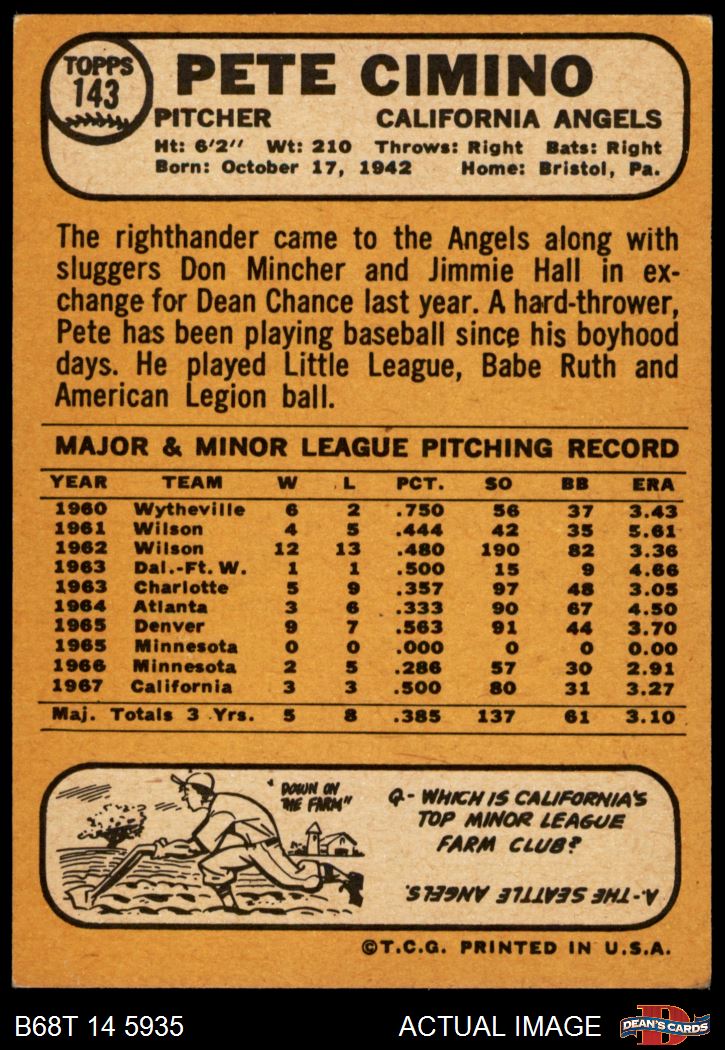 TOPPS
143
PETE CIMINO
PITCHER CALIFORNIA ANGELS
Ht: 6'2" Wt: 210 Throws: Right Bats: Right
Born: October 17, 1942 Home: Bristol, Pa.
The righthander came to the Angels along with
sluggers Don Mincher and Jimmie Hall in ex-
change for Dean Chance last year. A hard-thrower,
Pete has been playing baseball since his boyhood
days. He played Little League, Babe Ruth and
American Legion ball.
MAJOR & MINOR LEAGUE PITCHING RECORD
YEAR TEAM W L PCT. SO BB ERA
1960 Wytheville 6 2 .750 56 37 3.43
1961 Wilson 4 5 .444 42 35 5.61
1962 Wilson 12 13 .480 190 82 3.36
1963 Dal.-Ft. W. 1 1 .500 15 9 4.66
1963 Charlotte 5 9 .357 97 48 3.05
1964 Atlanta 3 6 .333 90 67 4.50
1965 Denver 9 7 .563 91 44 3.70
1965 Minnesota 0 0 .000 0 0 0.00
1966 Minnesota 2 5 .286 57 30 2.91
1967 California 3 3 .500 80 31 3.27
Maj. Totals 3 Yrs. 5 8 .385 137 61 3.10
"DOWN ON
THE FARM"
Q- WHICH IS CALIFORNIA'S
TOP MINOR LEAGUE
FARM CLUB?
A- THE SEATTLE ANGELS.
©T.C.G. PRINTED IN U.S.A.
B68T 14 5935 ACTUAL IMAGE
D
DEAN'S CARDS